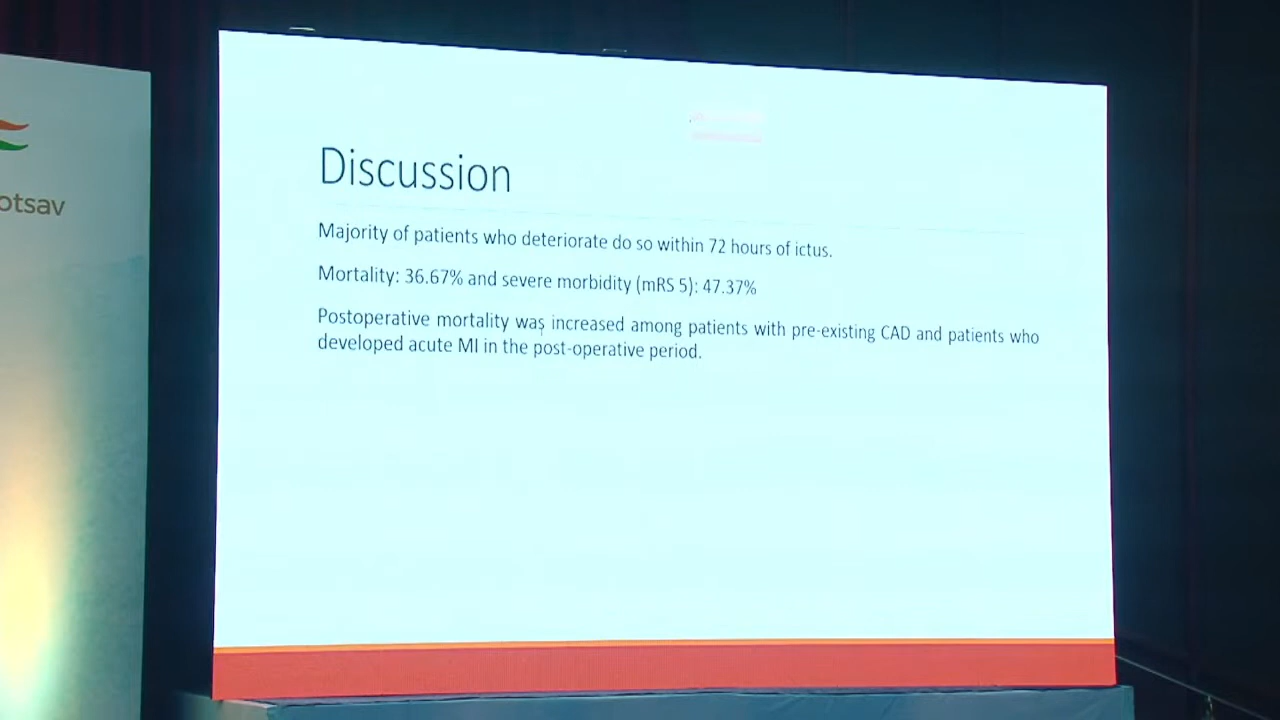 otsav
Discussion
Majority of patients who deteriorate do so within 72 hours of ictus.
Mortality: 36.67% and severe morbidity (mRS 5): 47.37%
Postoperative mortality was increased among patients with pre-existing CAD and patients who
developed acute MI in the post-operative period.